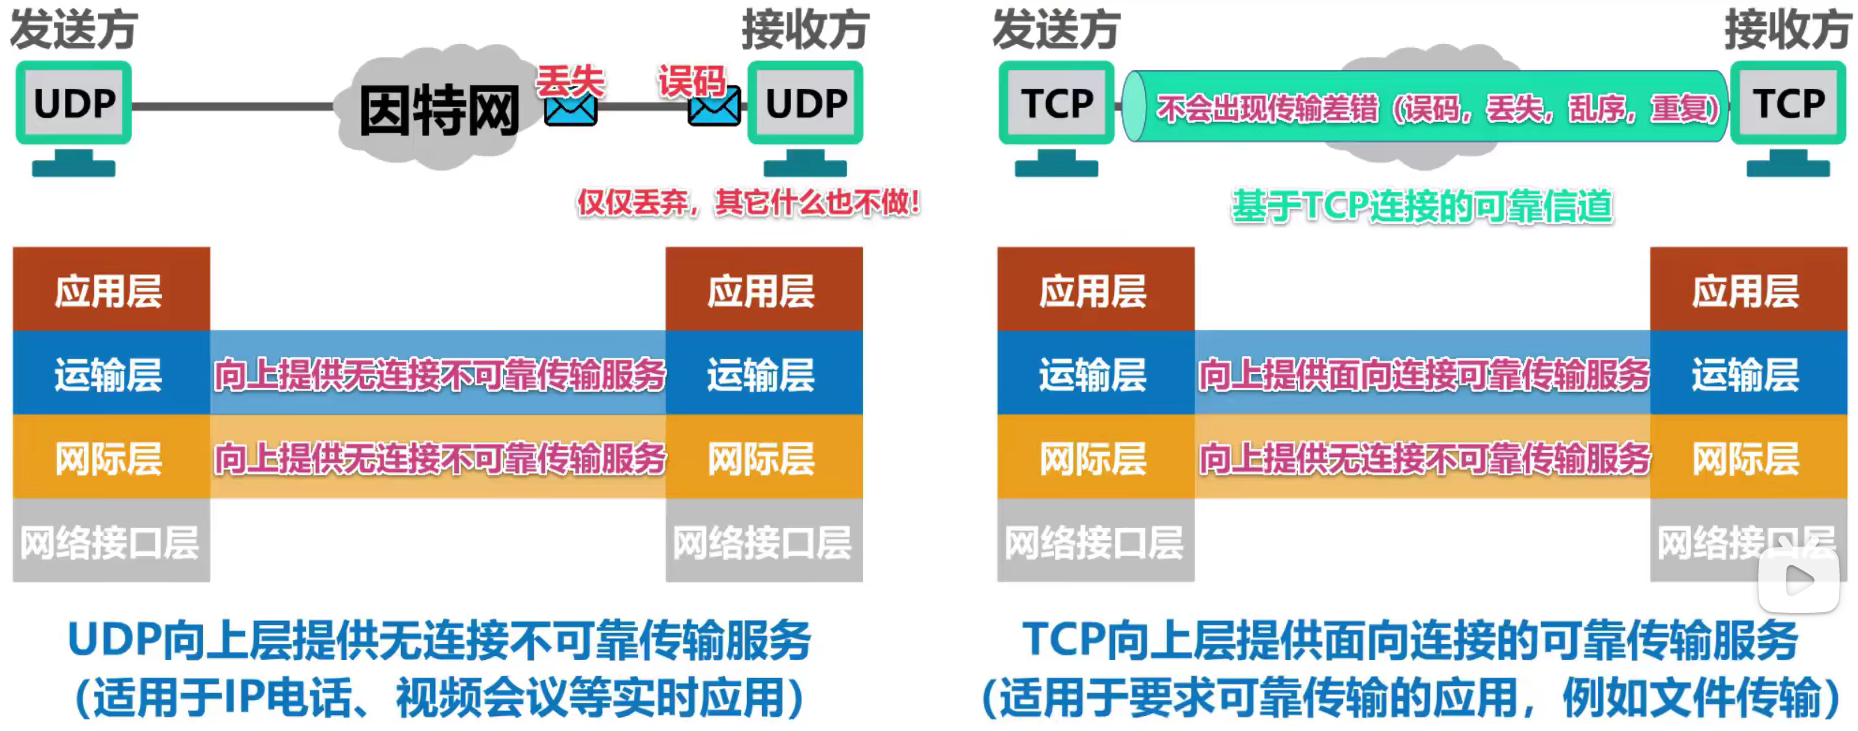 发送方
接收方
UDP
因特网
丢失
误码
UDP
仅仅丢弃，其它什么也不做！
应用层
应用层
运输层
向上提供无连接不可靠传输服务
运输层
网际层
向上提供无连接不可靠传输服务
网际层
网络接口层
网络接口层
UDP向上层提供无连接不可靠传输服务
（适用于IP电话、视频会议等实时应用）
发送方
接收方
TCP
不会出现传输差错（误码，丢失，乱序，重复）
TCP
基于TCP连接的可靠信道
应用层
应用层
运输层
向上提供面向连接可靠传输服务
运输层
网际层
向上提供无连接不可靠传输服务
网际层
网络接口层
网络接口层
TCP向上层提供面向连接的可靠传输服务
（适用于要求可靠传输的应用，例如文件传输）